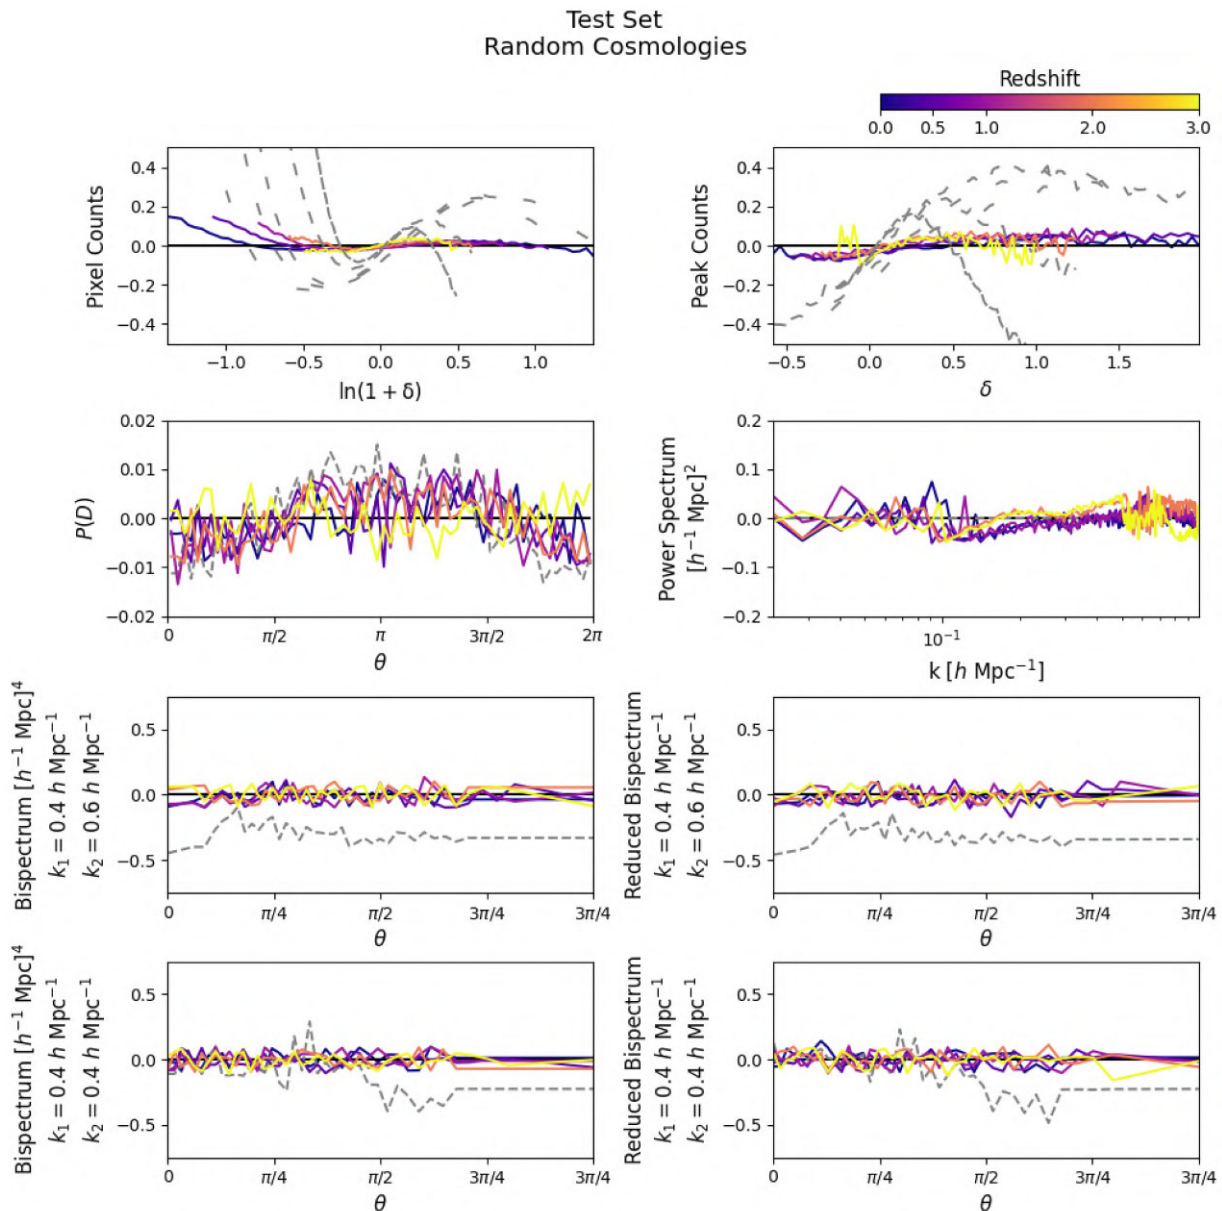 Test Set
Random Cosmologies
Redshift
0.0 0.5 1.0 2.0 3.0
Pixel Counts
0.4
0.2
0.0
−0.2
−0.4
−1.0 −0.5 0.0 0.5 1.0
ln(1 + δ)
Peak Counts
0.4
0.2
0.0
−0.2
−0.4
−0.5 0.0 0.5 1.0 1.5
δ
P(D)
0.02
0.01
0.00
−0.01
−0.02
0 π/2 π 3π/2 2π
θ
Power Spectrum
[h⁻¹ Mpc]²
0.2
0.1
0.0
−0.1
−0.2
10⁻¹
k [h Mpc⁻¹]
Bispectrum [h⁻¹ Mpc]⁴
k₁ = 0.4 h Mpc⁻¹
k₂ = 0.6 h Mpc⁻¹
0.5
0.0
−0.5
0 π/4 π/2 3π/4 3π/4
θ
Reduced Bispectrum
k₁ = 0.4 h Mpc⁻¹
k₂ = 0.6 h Mpc⁻¹
0.5
0.0
−0.5
0 π/4 π/2 3π/4 3π/4
θ
Bispectrum [h⁻¹ Mpc]⁴
k₁ = 0.4 h Mpc⁻¹
k₂ = 0.4 h Mpc⁻¹
0.5
0.0
−0.5
0 π/4 π/2 3π/4 3π/4
θ
Reduced Bispectrum
k₁ = 0.4 h Mpc⁻¹
k₂ = 0.4 h Mpc⁻¹
0.5
0.0
−0.5
0 π/4 π/2 3π/4 3π/4
θ